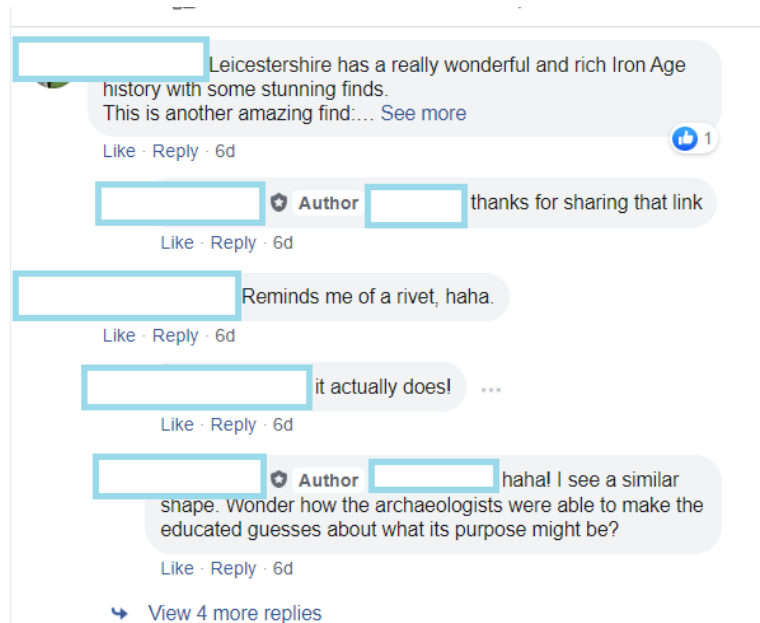 Leicestershire has a really wonderful and rich Iron Age
history with some stunning finds.
This is another amazing find:... See more
1
Like · Reply · 6d
Author thanks for sharing that link
Like · Reply · 6d
Reminds me of a rivet, haha.
Like · Reply · 6d
it actually does!
Like · Reply · 6d
Author haha! I see a similar
shape. Wonder how the archaeologists were able to make the
educated guesses about what its purpose might be?
Like · Reply · 6d
View 4 more replies